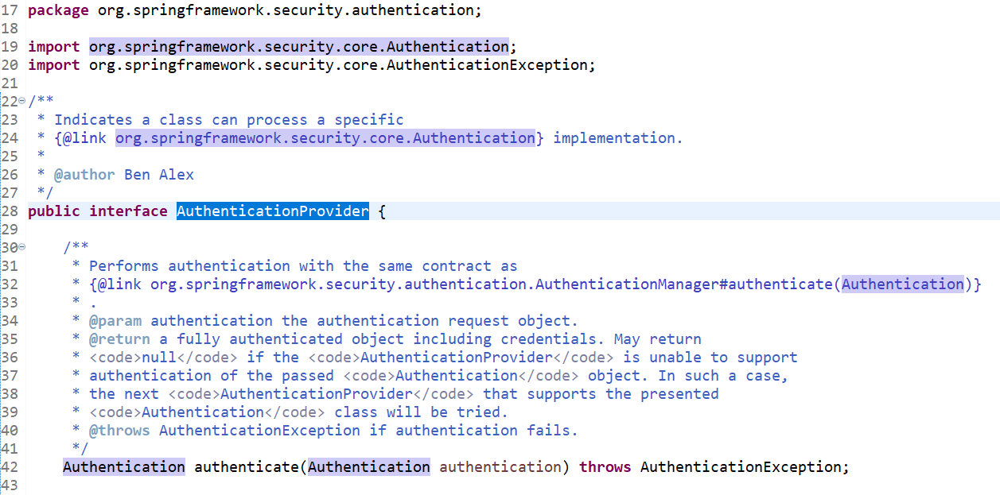 17 package org.springframework.security.authentication;
18
19 import org.springframework.security.core.Authentication;
20 import org.springframework.security.core.AuthenticationException;
21
22 /**
23  * Indicates a class can process a specific
24  * {@link org.springframework.security.core.Authentication} implementation.
25  *
26  * @author Ben Alex
27  */
28 public interface AuthenticationProvider {
29
30     /**
31      * Performs authentication with the same contract as
32      * {@link org.springframework.security.authentication.AuthenticationManager#authenticate(Authentication)}
33      * .
34      * @param authentication the authentication request object.
35      * @return a fully authenticated object including credentials. May return
36      * <code>null</code> if the <code>AuthenticationProvider</code> is unable to support
37      * authentication of the passed <code>Authentication</code> object. In such a case,
38      * the next <code>AuthenticationProvider</code> that supports the presented
39      * <code>Authentication</code> class will be tried.
40      * @throws AuthenticationException if authentication fails.
41      */
42     Authentication authenticate(Authentication authentication) throws AuthenticationException;
43